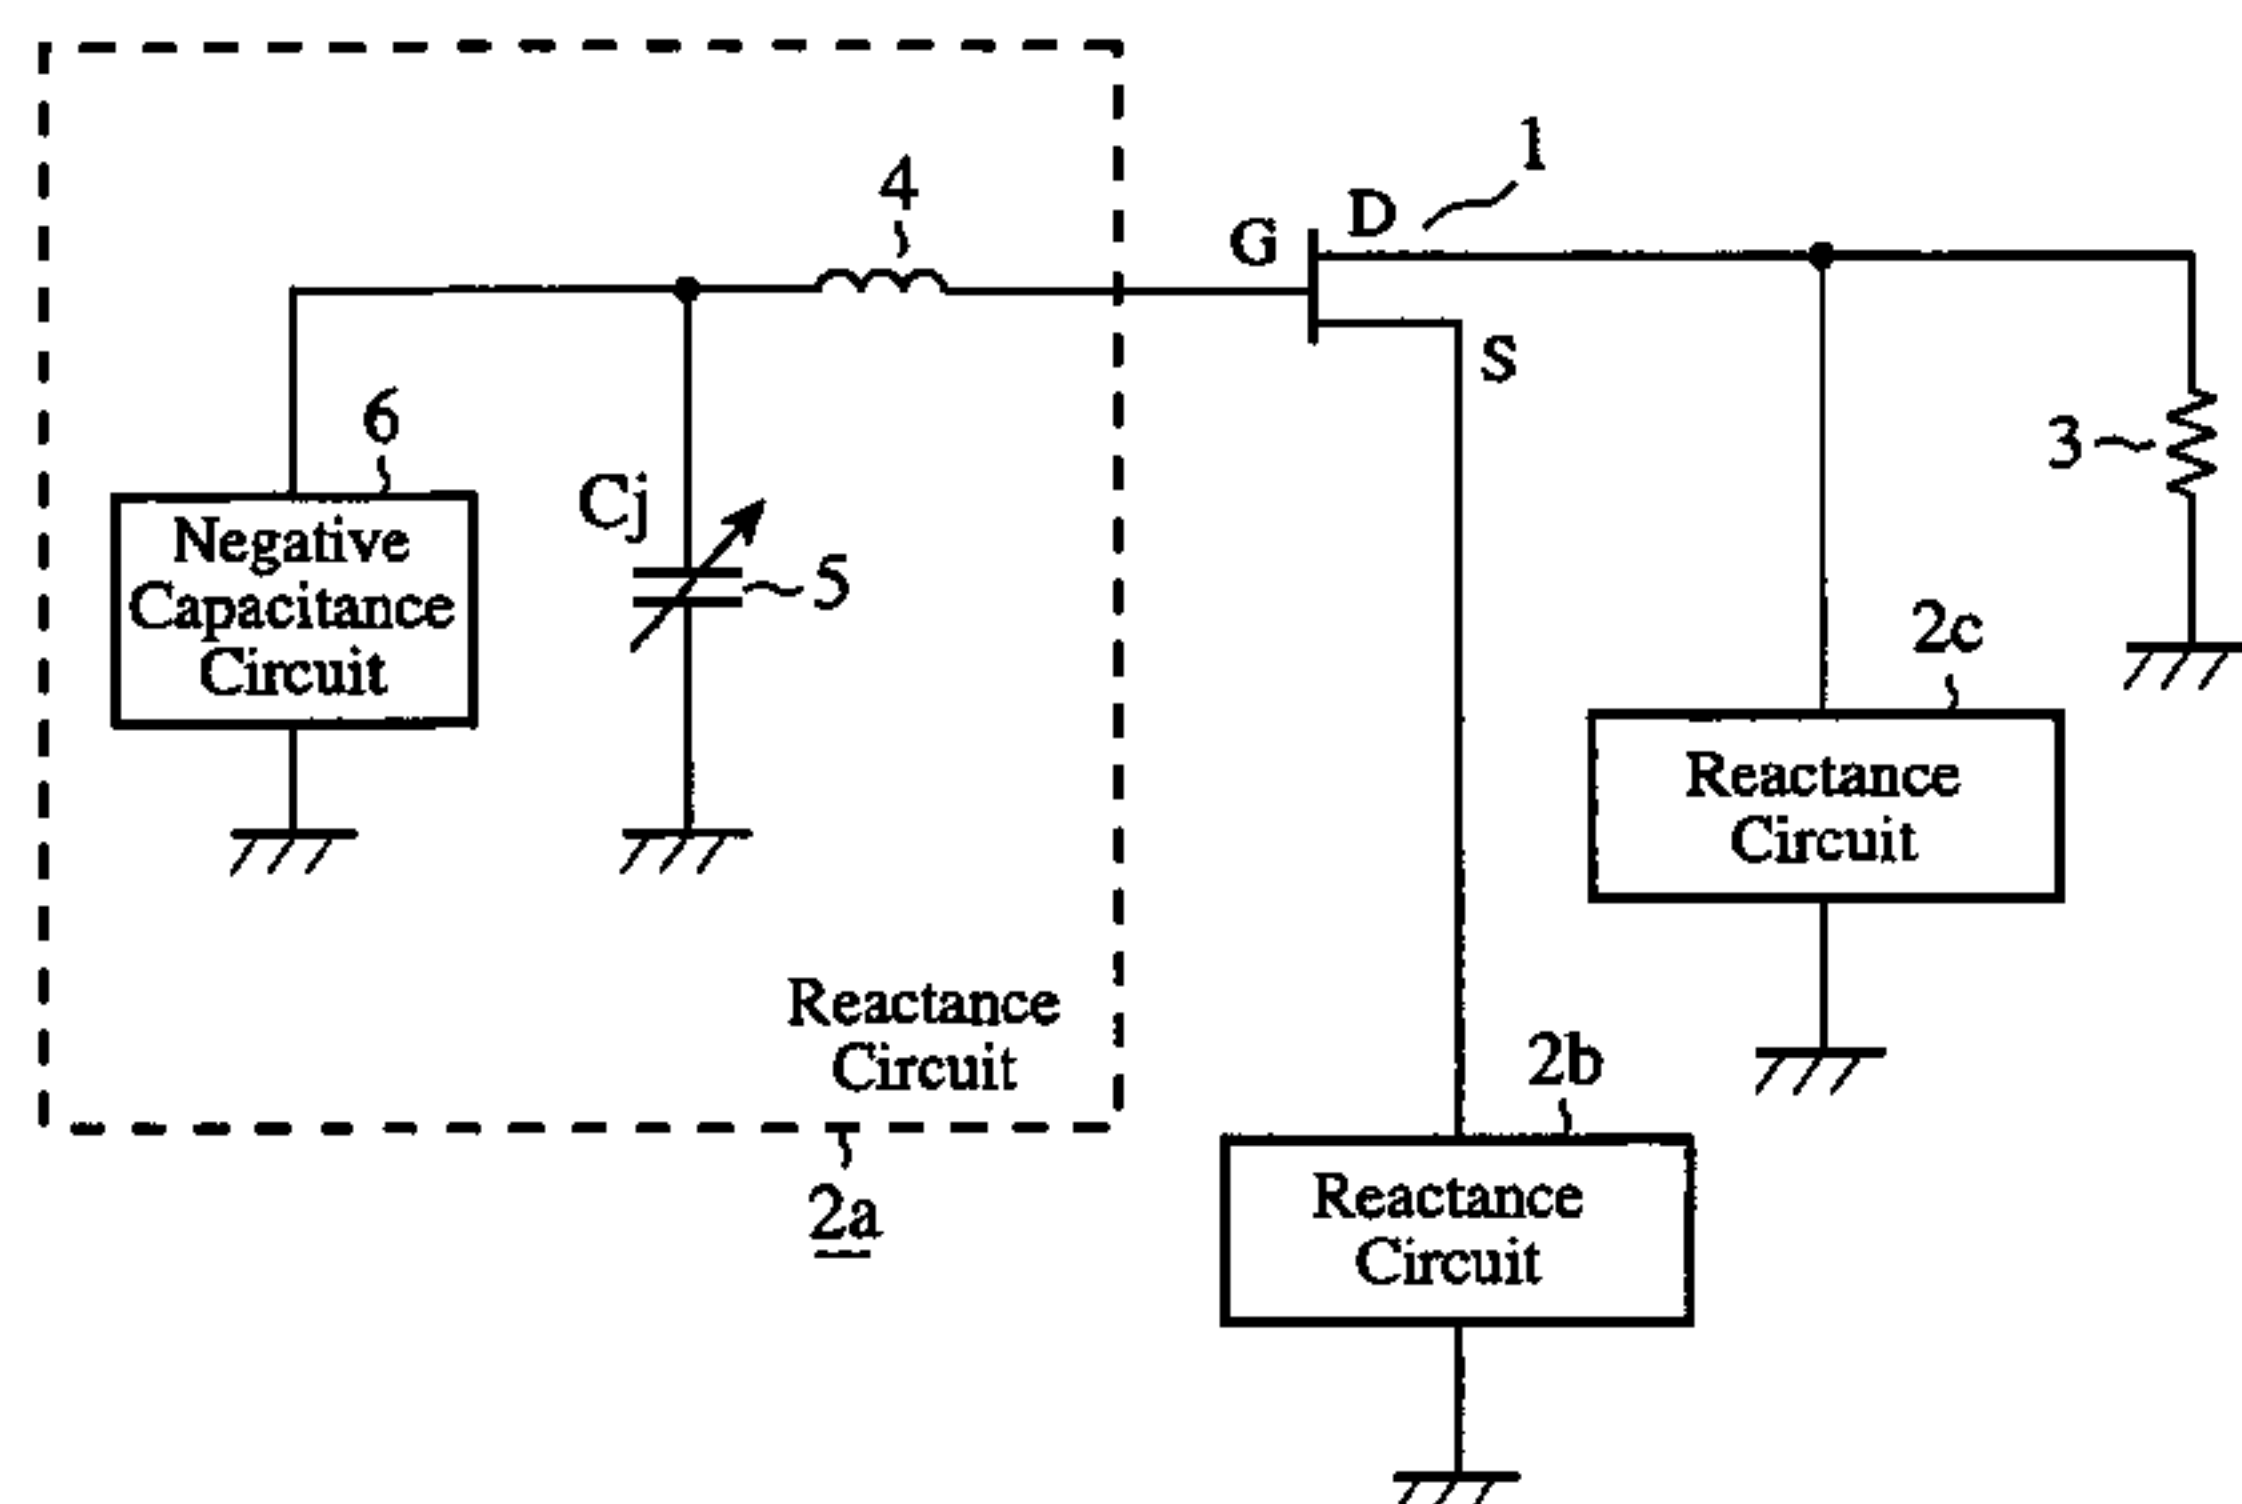 1
4
D
G
S
6
3
Cj
Negative
Capacitance
Circuit
5
2c
Reactance
Circuit
Reactance
Circuit
2b
2a
Reactance
Circuit